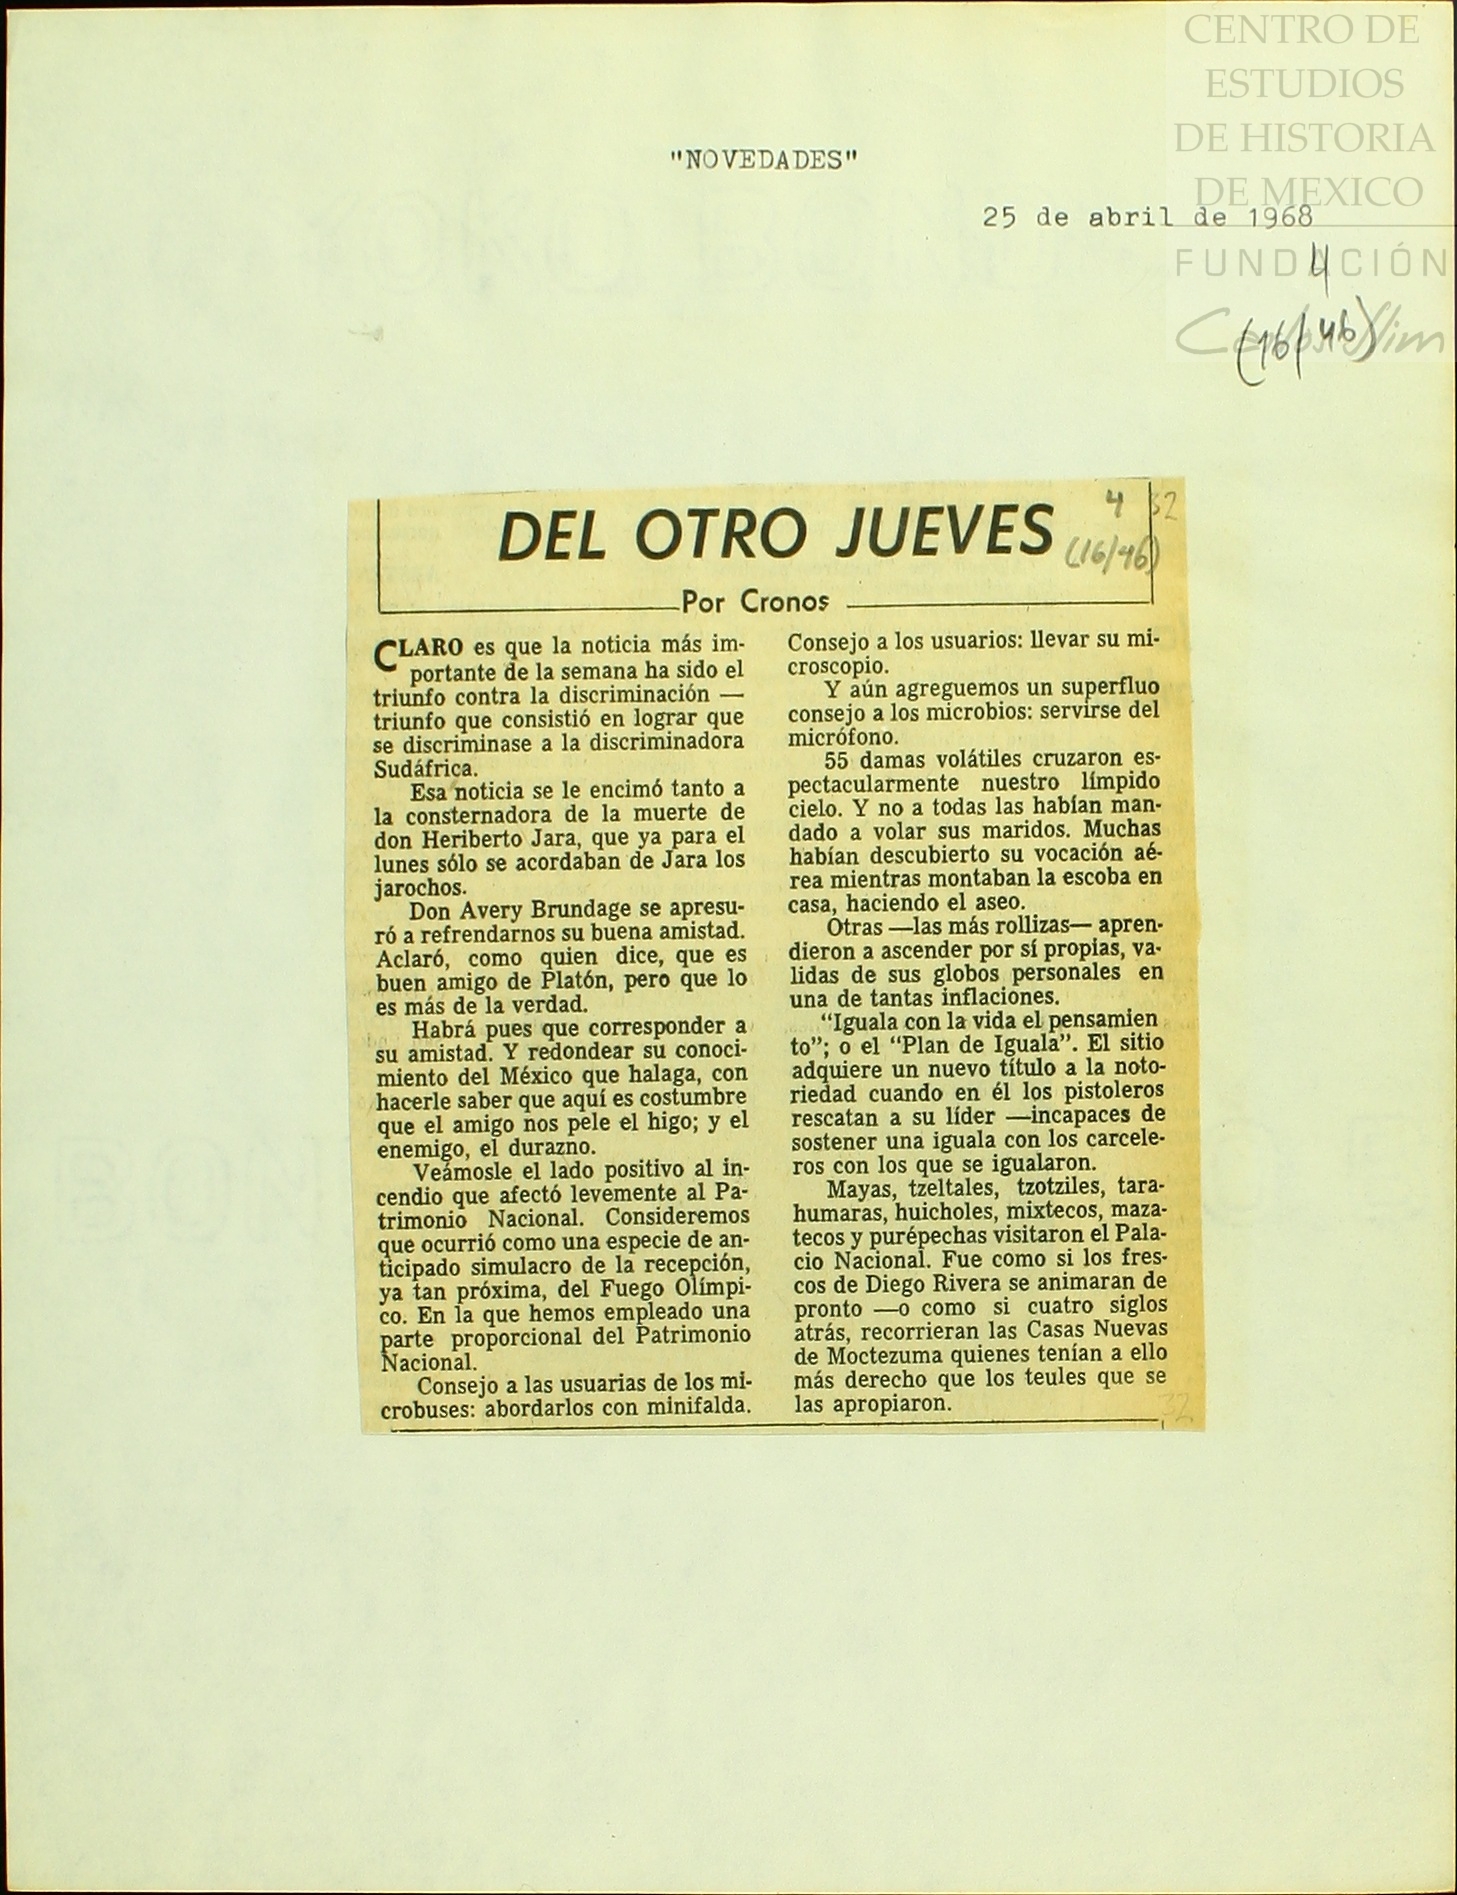 CENTRO DE
ESTUDIOS
DE HISTORIA
DE MEXICO
FUNDACIÓN
Carlos Slim
"NOVEDADES"
25 de abril de 1968
4
(16/46)
DEL OTRO JUEVES
4 32
(16/46)
Por Cronos
CLARO es que la noticia más im-
portante de la semana ha sido el
triunfo contra la discriminación —
triunfo que consistió en lograr que
se discriminase a la discriminadora
Sudáfrica.
Esa noticia se le encimó tanto a
la consternadora de la muerte de
don Heriberto Jara, que ya para el
lunes sólo se acordaban de Jara los
jarochos.
Don Avery Brundage se apresu-
ró a refrendarnos su buena amistad.
Aclaró, como quien dice, que es
buen amigo de Platón, pero que lo
es más de la verdad.
Habrá pues que corresponder a
su amistad. Y redondear su conoci-
miento del México que halaga, con
hacerle saber que aquí es costumbre
que el amigo nos pele el higo; y el
enemigo, el durazno.
Veámosle el lado positivo al in-
cendio que afectó levemente al Pa-
trimonio Nacional. Consideremos
que ocurrió como una especie de an-
ticipado simulacro de la recepción,
ya tan próxima, del Fuego Olímpi-
co. En la que hemos empleado una
parte proporcional del Patrimonio
Nacional.
Consejo a las usuarias de los mi-
crobuses: abordarlos con minifalda.
Consejo a los usuarios: llevar su mi-
croscopio.
Y aún agreguemos un superfluo
consejo a los microbios: servirse del
micrófono.
55 damas volátiles cruzaron es-
pectacularmente nuestro límpido
cielo. Y no a todas las habían man-
dado a volar sus maridos. Muchas
habían descubierto su vocación aé-
rea mientras montaban la escoba en
casa, haciendo el aseo.
Otras —las más rollizas— apren-
dieron a ascender por sí propias, va-
lidas de sus globos personales en
una de tantas inflaciones.
"Iguala con la vida el pensamien
to"; o el "Plan de Iguala". El sitio
adquiere un nuevo título a la noto-
riedad cuando en él los pistoleros
rescatan a su líder —incapaces de
sostener una iguala con los carcele-
ros con los que se igualaron.
Mayas, tzeltales, tzotziles, tara-
humaras, huicholes, mixtecos, maza-
tecos y purépechas visitaron el Pala-
cio Nacional. Fue como si los fres-
cos de Diego Rivera se animaran de
pronto —o como si cuatro siglos
atrás, recorrieran las Casas Nuevas
de Moctezuma quienes tenían a ello
más derecho que los teules que se
las apropiaron.
32